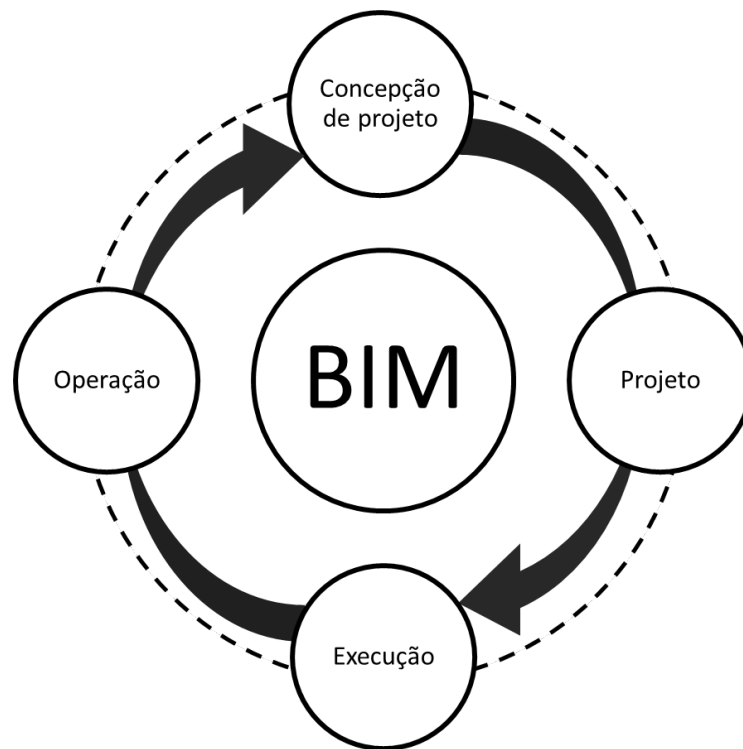 Concepção
de projeto
Operação
BIM
Projeto
Execução